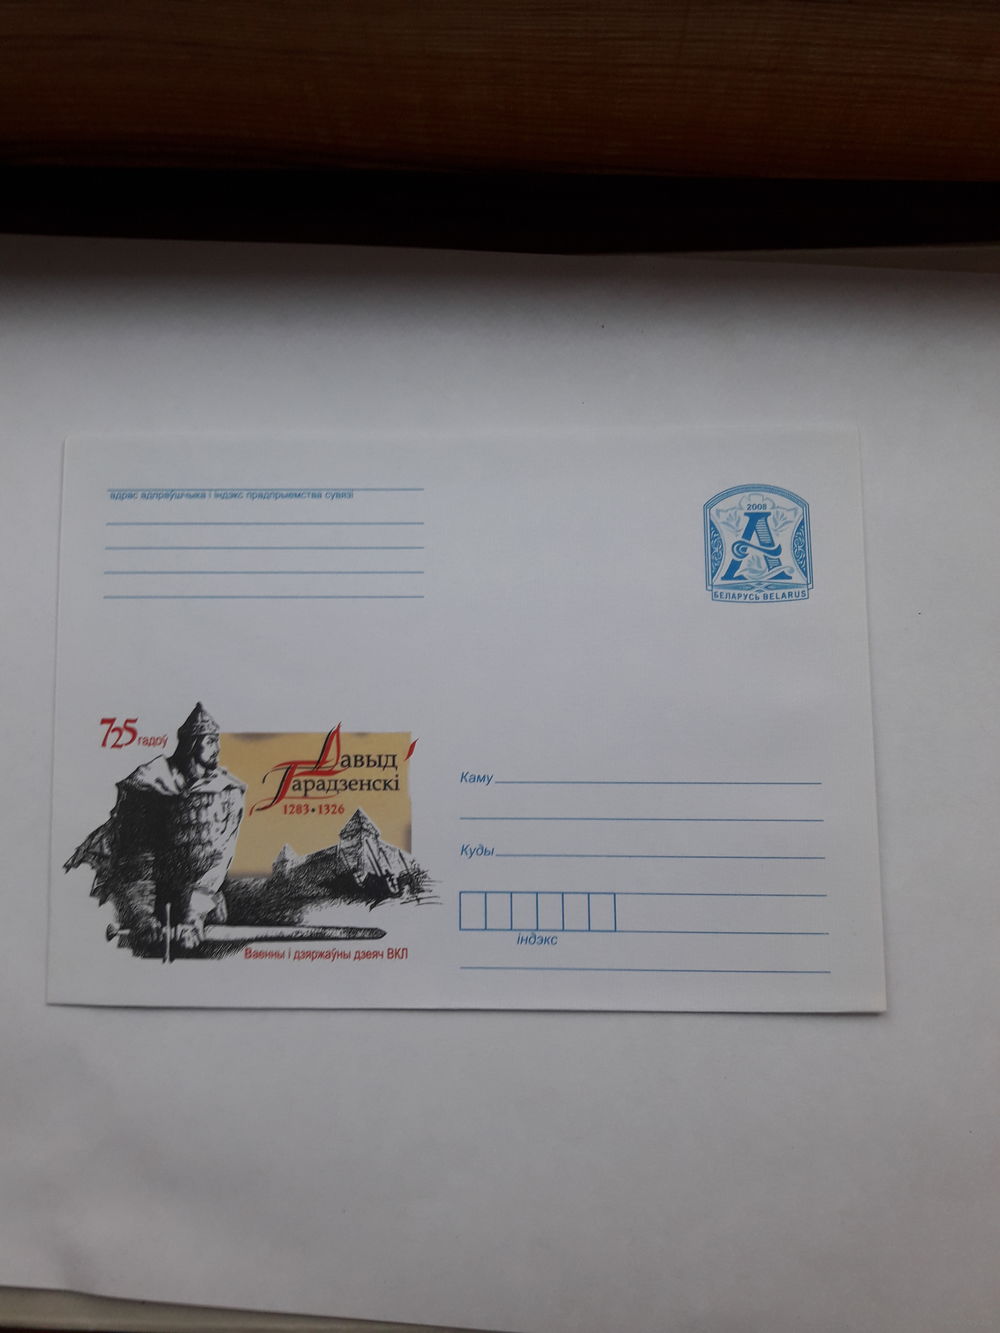 адрас адпраўшчыка і індэкс прадпрыемства сувязі
2008
А
БЕЛАРУСЬ BELARUS
725 гадоў
Давыд
Гарадзенскі
1283 • 1326
Ваенны і дзяржаўны дзеяч ВКЛ
Каму
Куды
індэкс